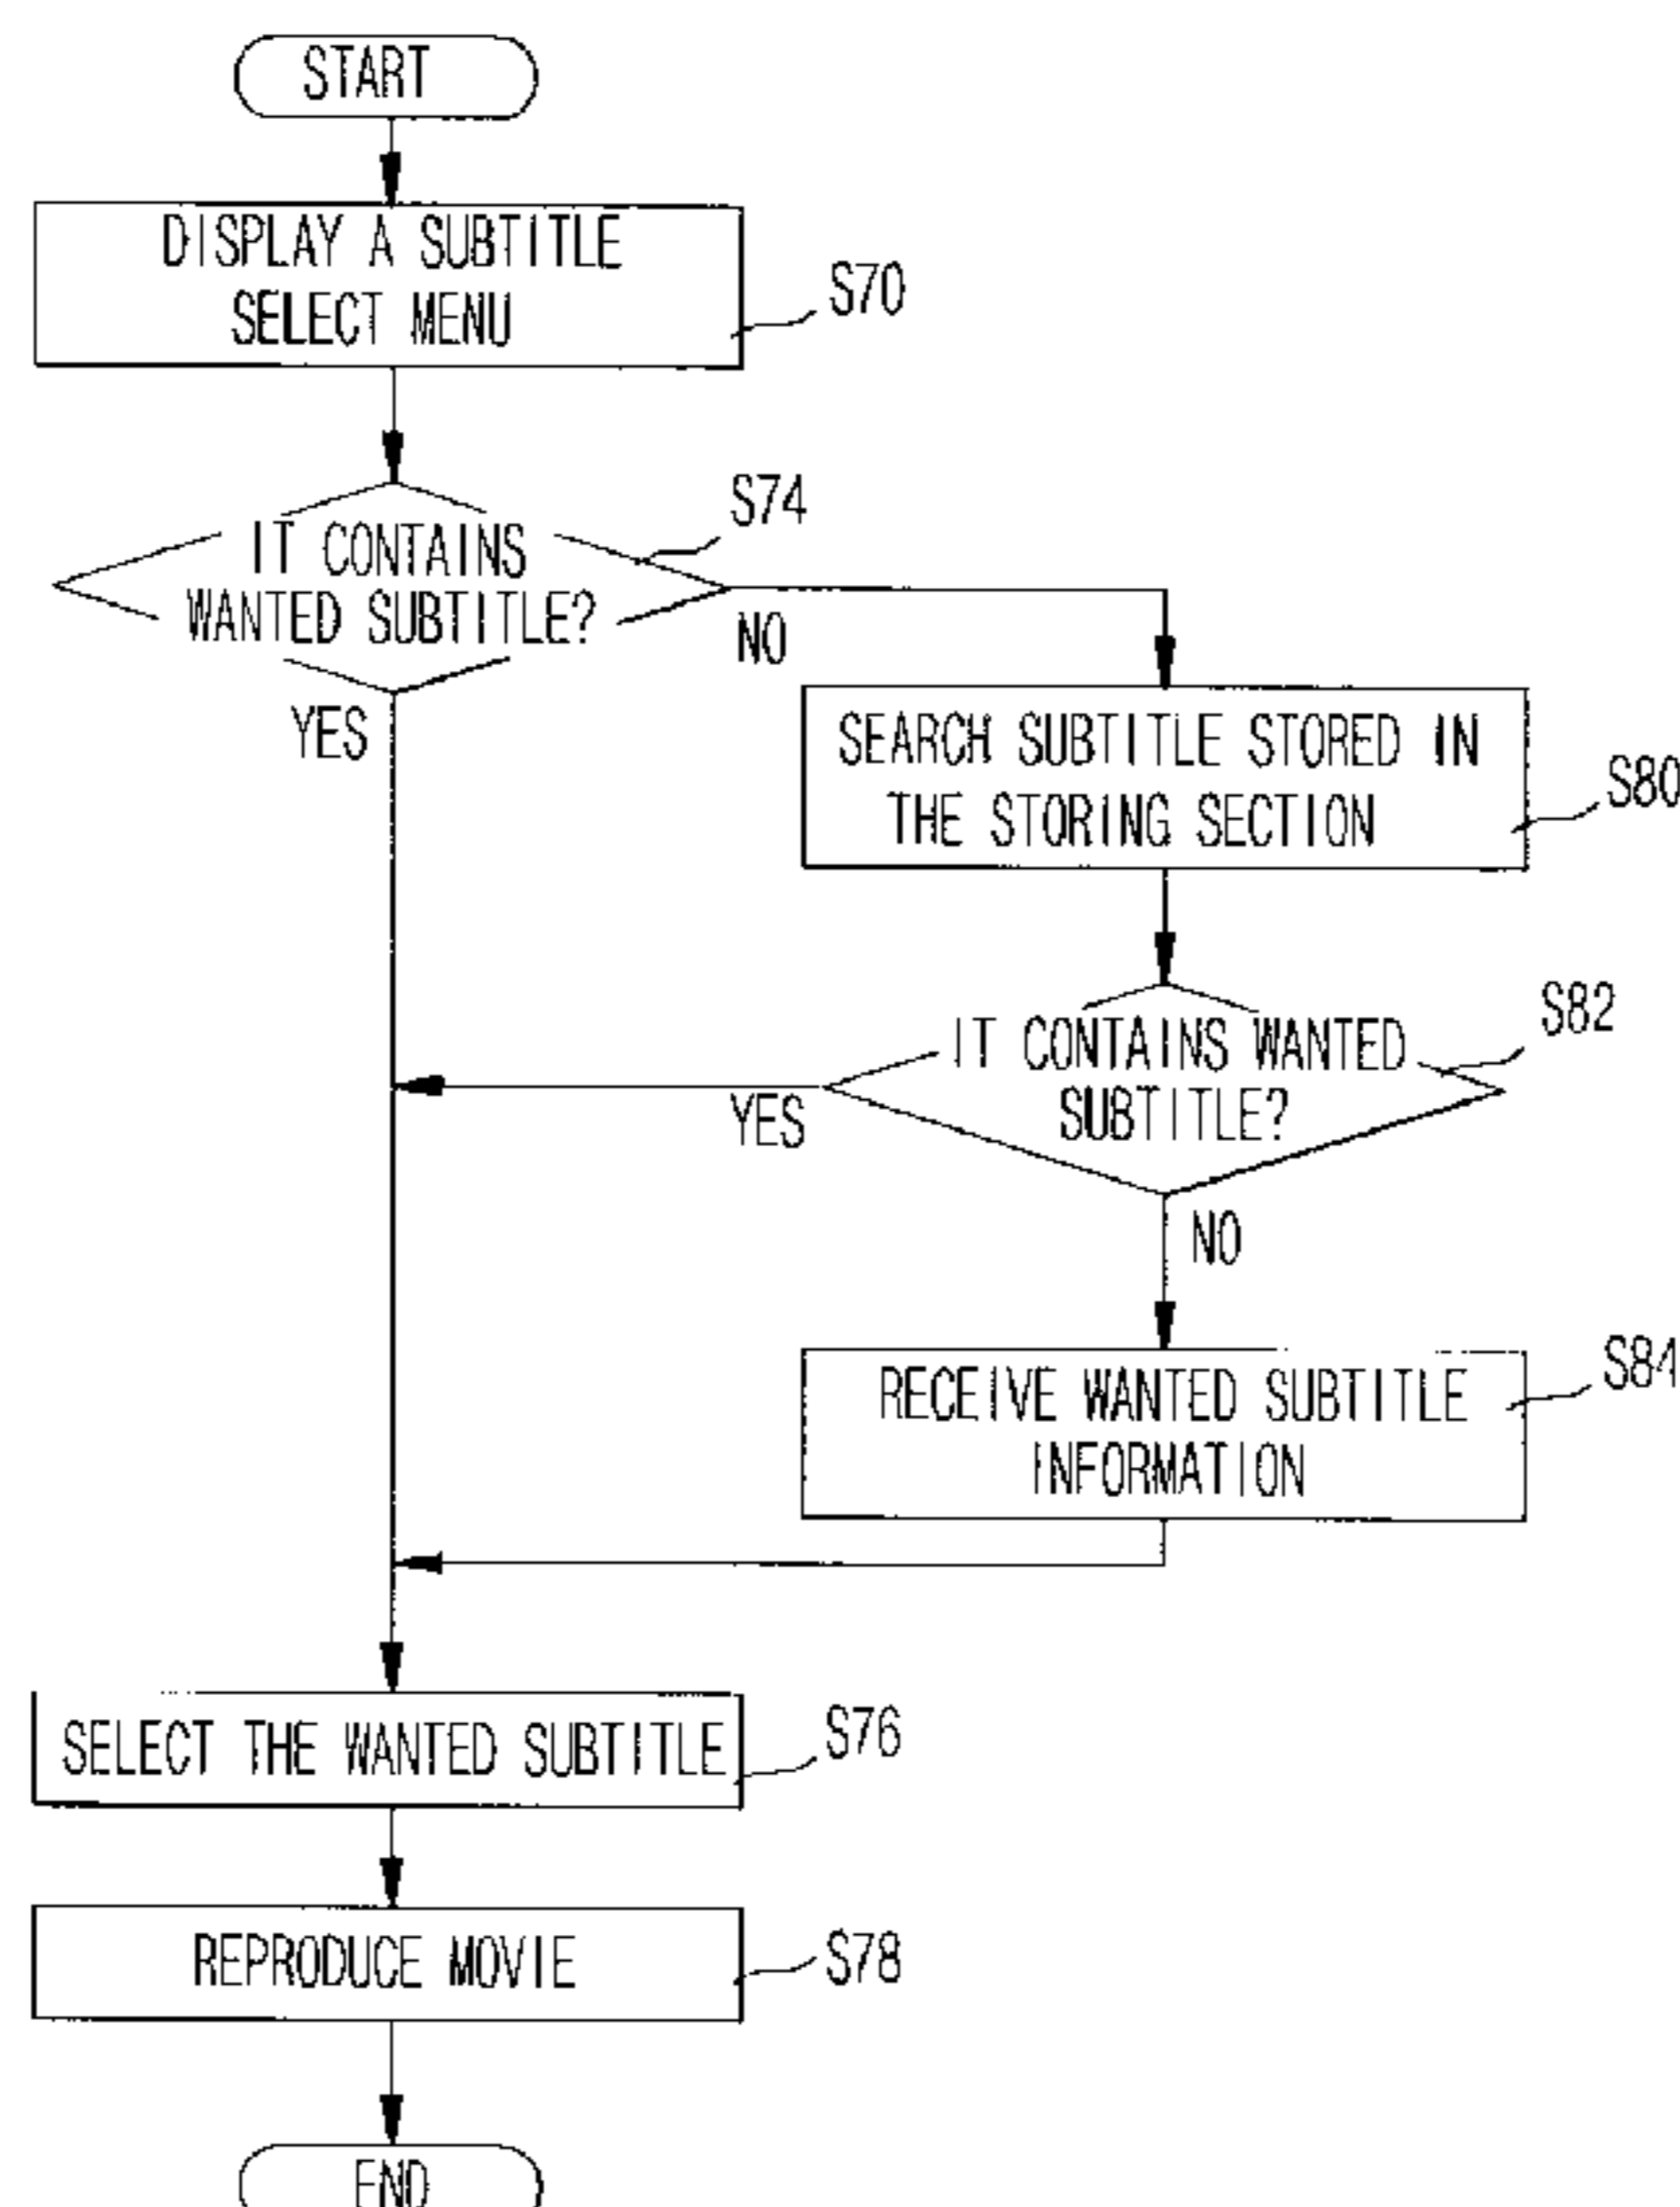 START
DISPLAY A SUBTITLE
SELECT MENU
S70
S74
IT CONTAINS
WANTED SUBTITLE?
NO
YES
SEARCH SUBTITLE STORED IN
THE STORING SECTION
S80
S82
IT CONTAINS WANTED
SUBTITLE?
YES
NO
RECEIVE WANTED SUBTITLE
INFORMATION
S84
SELECT THE WANTED SUBTITLE
S76
REPRODUCE MOVIE
S78
END